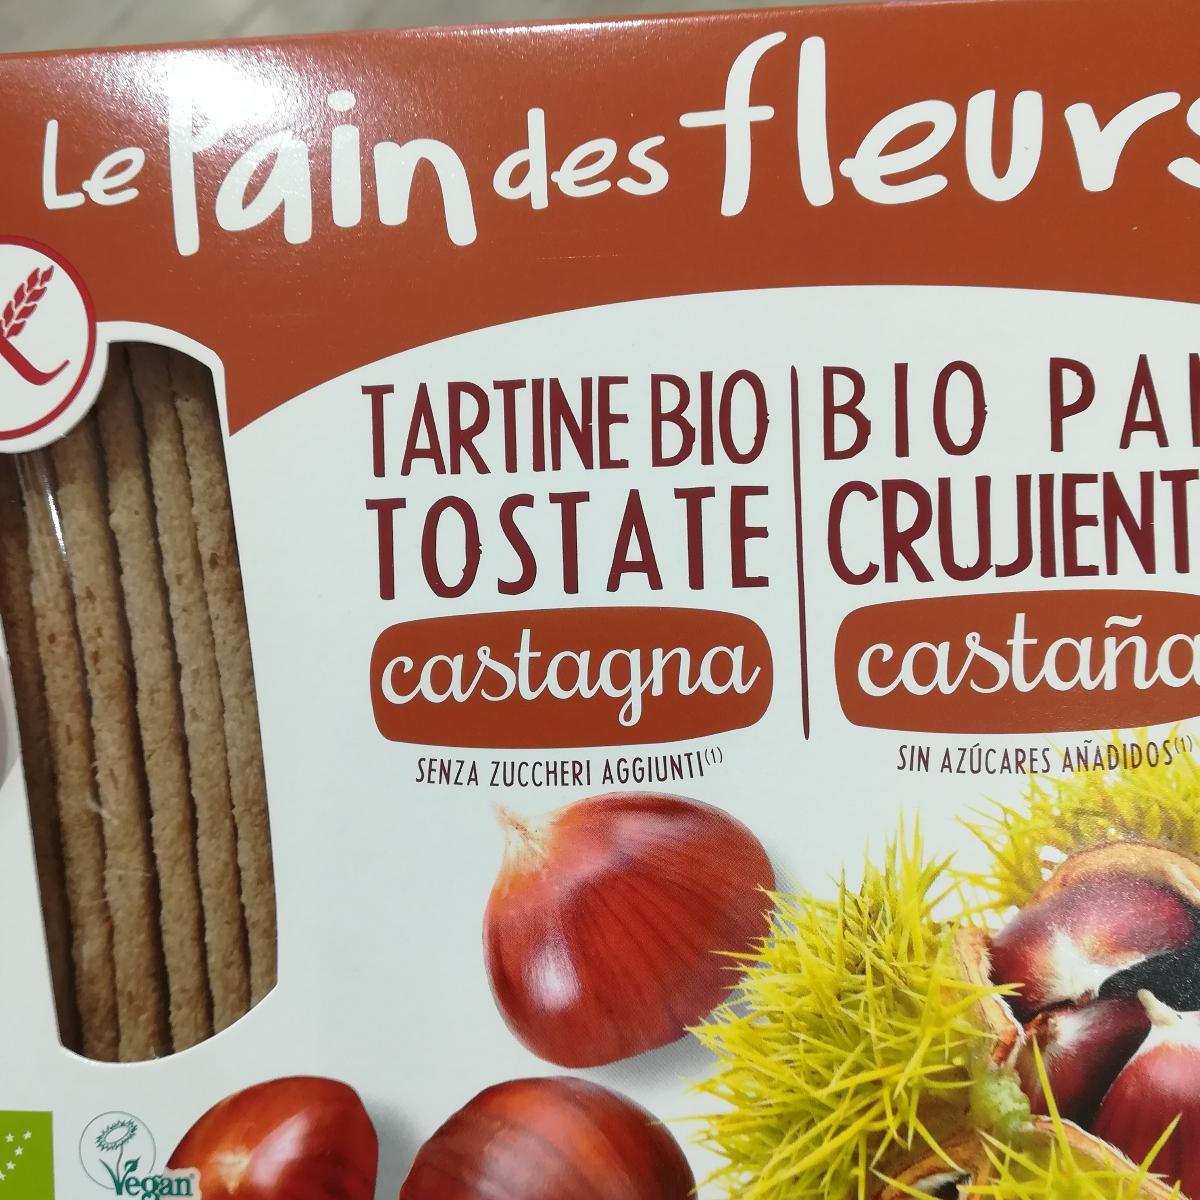 Le Pain des fleurs
TARTINE BIO
TOSTATE
castagna
SENZA ZUCCHERI AGGIUNTI(1)
BIO PAN
CRUJIENT
castaña
SIN AZÚCARES AÑADIDOS(1)
Vegan